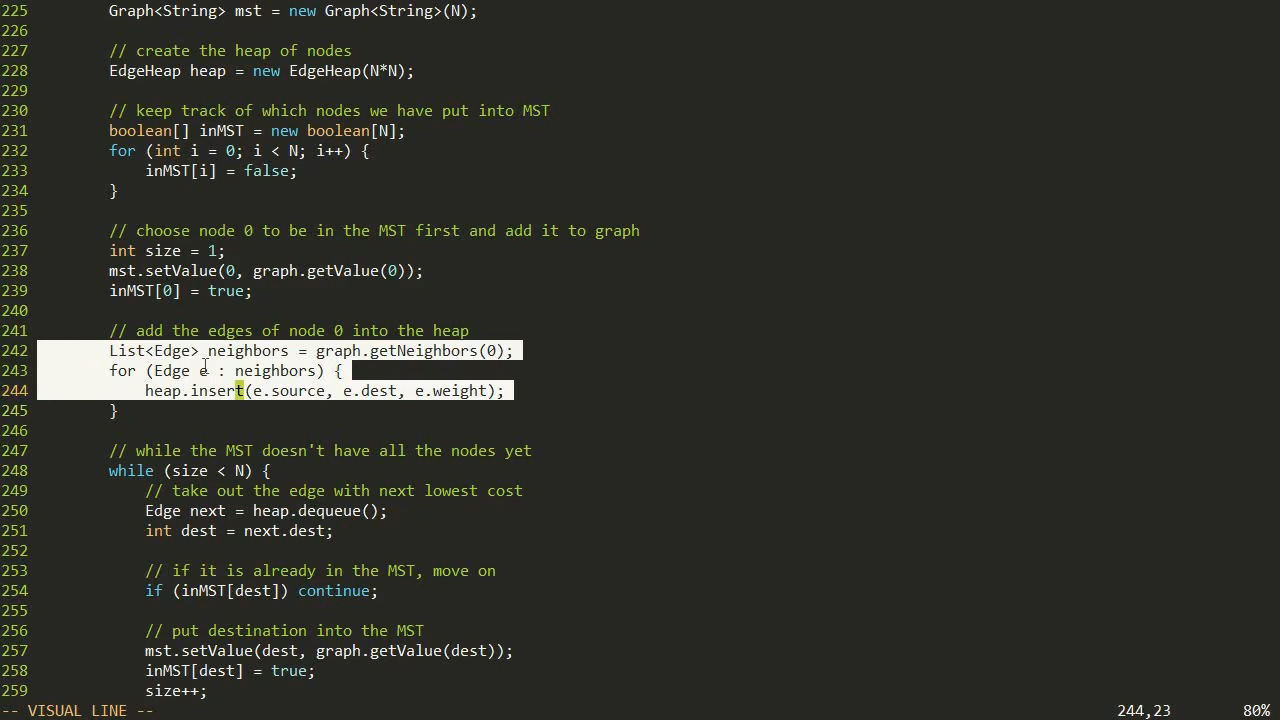 225         Graph<String> mst = new Graph<String>(N);
226
227         // create the heap of nodes
228         EdgeHeap heap = new EdgeHeap(N*N);
229
230         // keep track of which nodes we have put into MST
231         boolean[] inMST = new boolean[N];
232         for (int i = 0; i < N; i++) {
233             inMST[i] = false;
234         }
235
236         // choose node 0 to be in the MST first and add it to graph
237         int size = 1;
238         mst.setValue(0, graph.getValue(0));
239         inMST[0] = true;
240
241         // add the edges of node 0 into the heap
242         List<Edge> neighbors = graph.getNeighbors(0);
243         for (Edge e : neighbors) {
244             heap.insert(e.source, e.dest, e.weight);
245         }
246
247         // while the MST doesn't have all the nodes yet
248         while (size < N) {
249             // take out the edge with next lowest cost
250             Edge next = heap.dequeue();
251             int dest = next.dest;
252
253             // if it is already in the MST, move on
254             if (inMST[dest]) continue;
255
256             // put destination into the MST
257             mst.setValue(dest, graph.getValue(dest));
258             inMST[dest] = true;
259             size++;
-- VISUAL LINE -- 244,23 80%